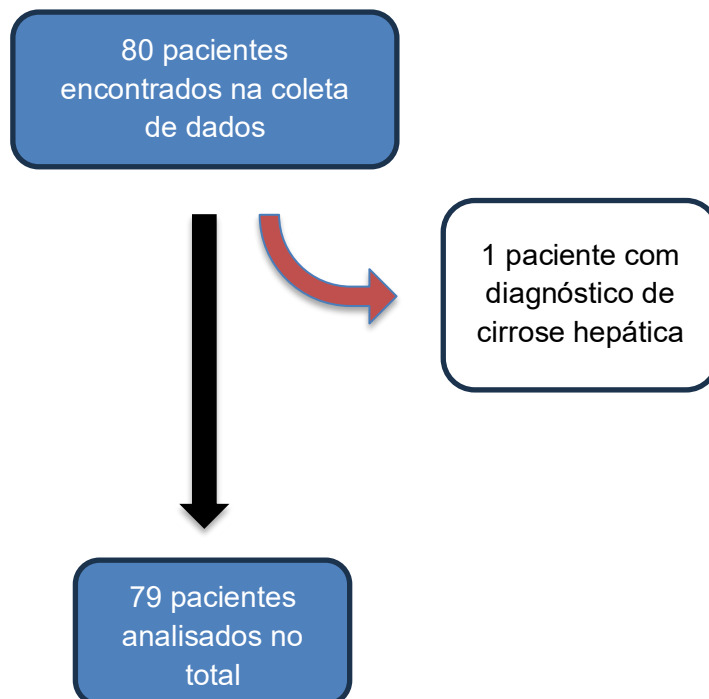 80 pacientes
encontrados na coleta
de dados
1 paciente com
diagnóstico de
cirrose hepática
79 pacientes
analisados no
total